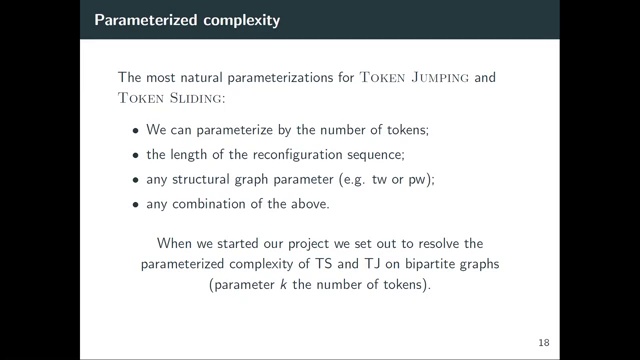 Parameterized complexity
The most natural parameterizations for Token Jumping and
Token Sliding:
• We can parameterize by the number of tokens;
• the length of the reconfiguration sequence;
• any structural graph parameter (e.g. tw or pw);
• any combination of the above.
When we started our project we set out to resolve the
parameterized complexity of TS and TJ on bipartite graphs
(parameter k the number of tokens).
18